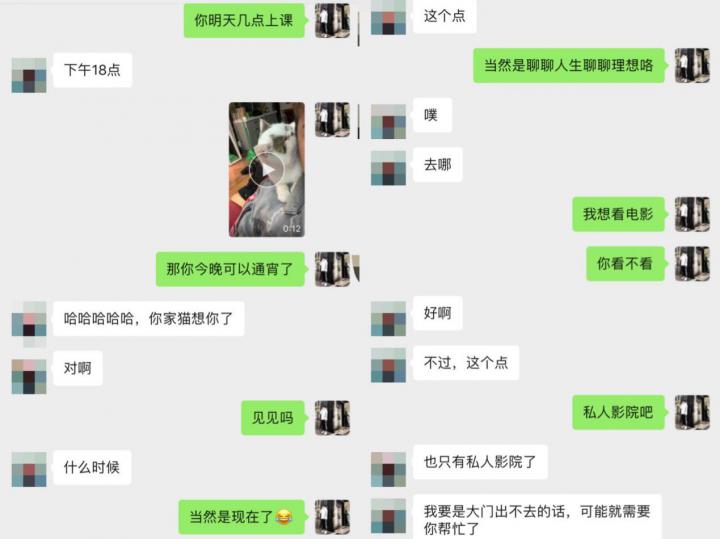 你明天几点上课
下午18点
0:12
那你今晚可以通宵了
哈哈哈哈哈，你家猫想你了
对啊
见见吗
什么时候
当然是现在了😂
这个点
当然是聊聊人生聊聊理想咯
噗
去哪
我想看电影
你看不看
好啊
不过，这个点
私人影院吧
也只有私人影院了
我要是大门出不去的话，可能就需要
你帮忙了